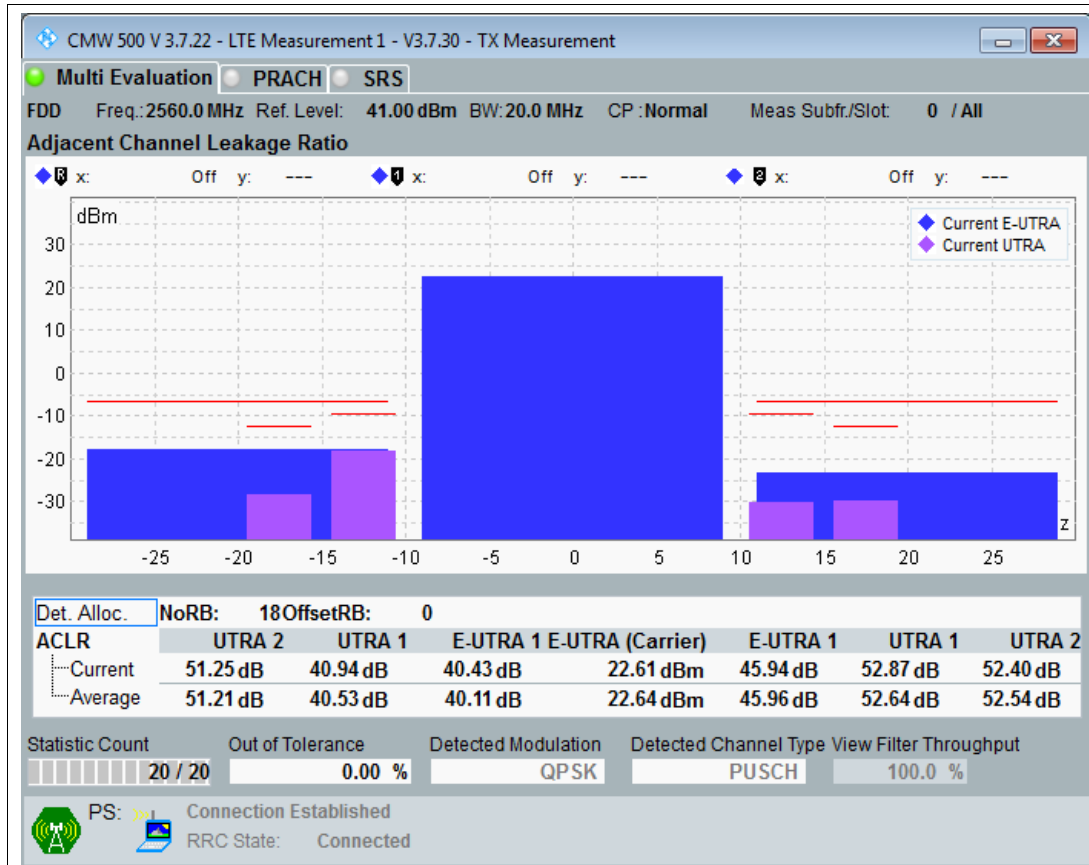 CMW 500 V 3.7.22 - LTE Measurement 1 - V3.7.30 - TX Measurement
Multi Evaluation PRACH SRS
FDD Freq.: 2560.0 MHz Ref. Level: 41.00 dBm BW: 20.0 MHz CP : Normal Meas Subfr./Slot: 0 / All
Adjacent Channel Leakage Ratio
R x: Off y: --- 1 x: Off y: --- 2 x: Off y: ---
dBm
Current E-UTRA
Current UTRA
30
20
10
0
-10
-20
-30
z
-25 -20 -15 -10 -5 0 5 10 15 20 25
Det. Alloc. NoRB: 18 OffsetRB: 0
ACLR UTRA 2 UTRA 1 E-UTRA 1 E-UTRA (Carrier) E-UTRA 1 UTRA 1 UTRA 2
Current 51.25 dB 40.94 dB 40.43 dB 22.61 dBm 45.94 dB 52.87 dB 52.40 dB
Average 51.21 dB 40.53 dB 40.11 dB 22.64 dBm 45.96 dB 52.64 dB 52.54 dB
Statistic Count Out of Tolerance Detected Modulation Detected Channel Type View Filter Throughput
20 / 20 0.00 % QPSK PUSCH 100.0 %
PS: Connection Established
RRC State: Connected